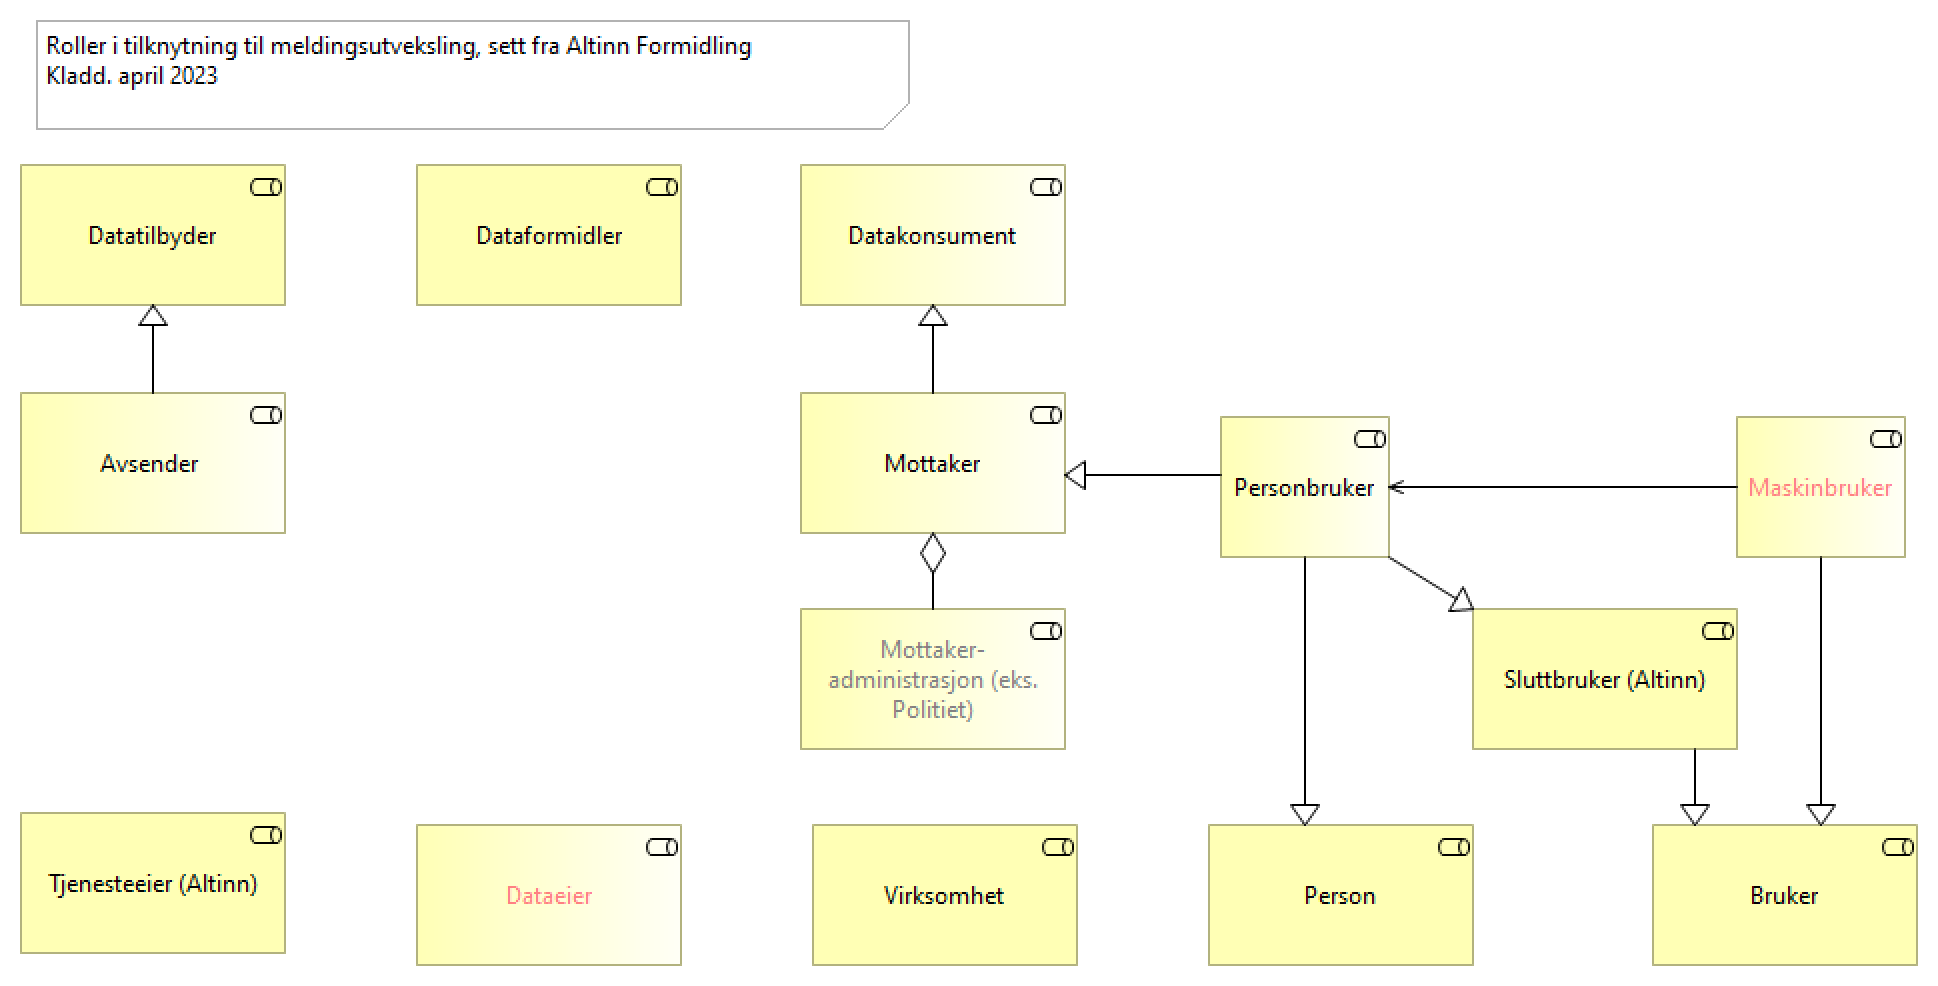 Roller i tilknytning til meldingsutveksling, sett fra Altinn Formidling
Kladd. april 2023
Datatilbyder
Dataformidler
Datakonsument
Avsender
Mottaker
Personbruker
Maskinbruker
Mottaker-
administrasjon (eks.
Politiet)
Sluttbruker (Altinn)
Tjenesteeier (Altinn)
Dataeier
Virksomhet
Person
Bruker